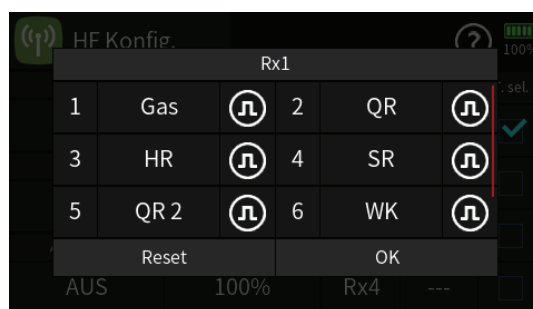 HF Konfig.
?
100%
Rx1
T. sel.
1 Gas 2 QR
3 HR 4 SR
5 QR 2 6 WK
Reset OK
AUS 100% Rx4 ---